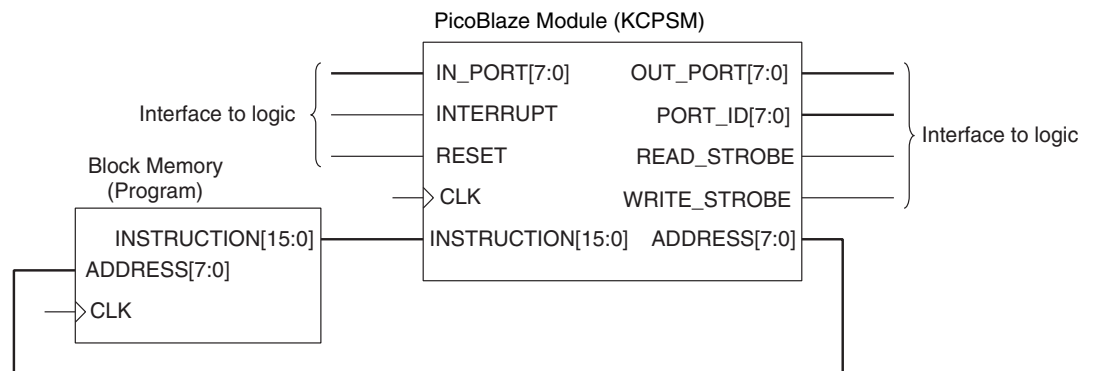 PicoBlaze Module (KCPSM)
IN_PORT[7:0]
OUT_PORT[7:0]
Interface to logic
INTERRUPT
PORT_ID[7:0]
Interface to logic
RESET
READ_STROBE
Block Memory
(Program)
CLK
WRITE_STROBE
INSTRUCTION[15:0]
INSTRUCTION[15:0]
ADDRESS[7:0]
ADDRESS[7:0]
CLK